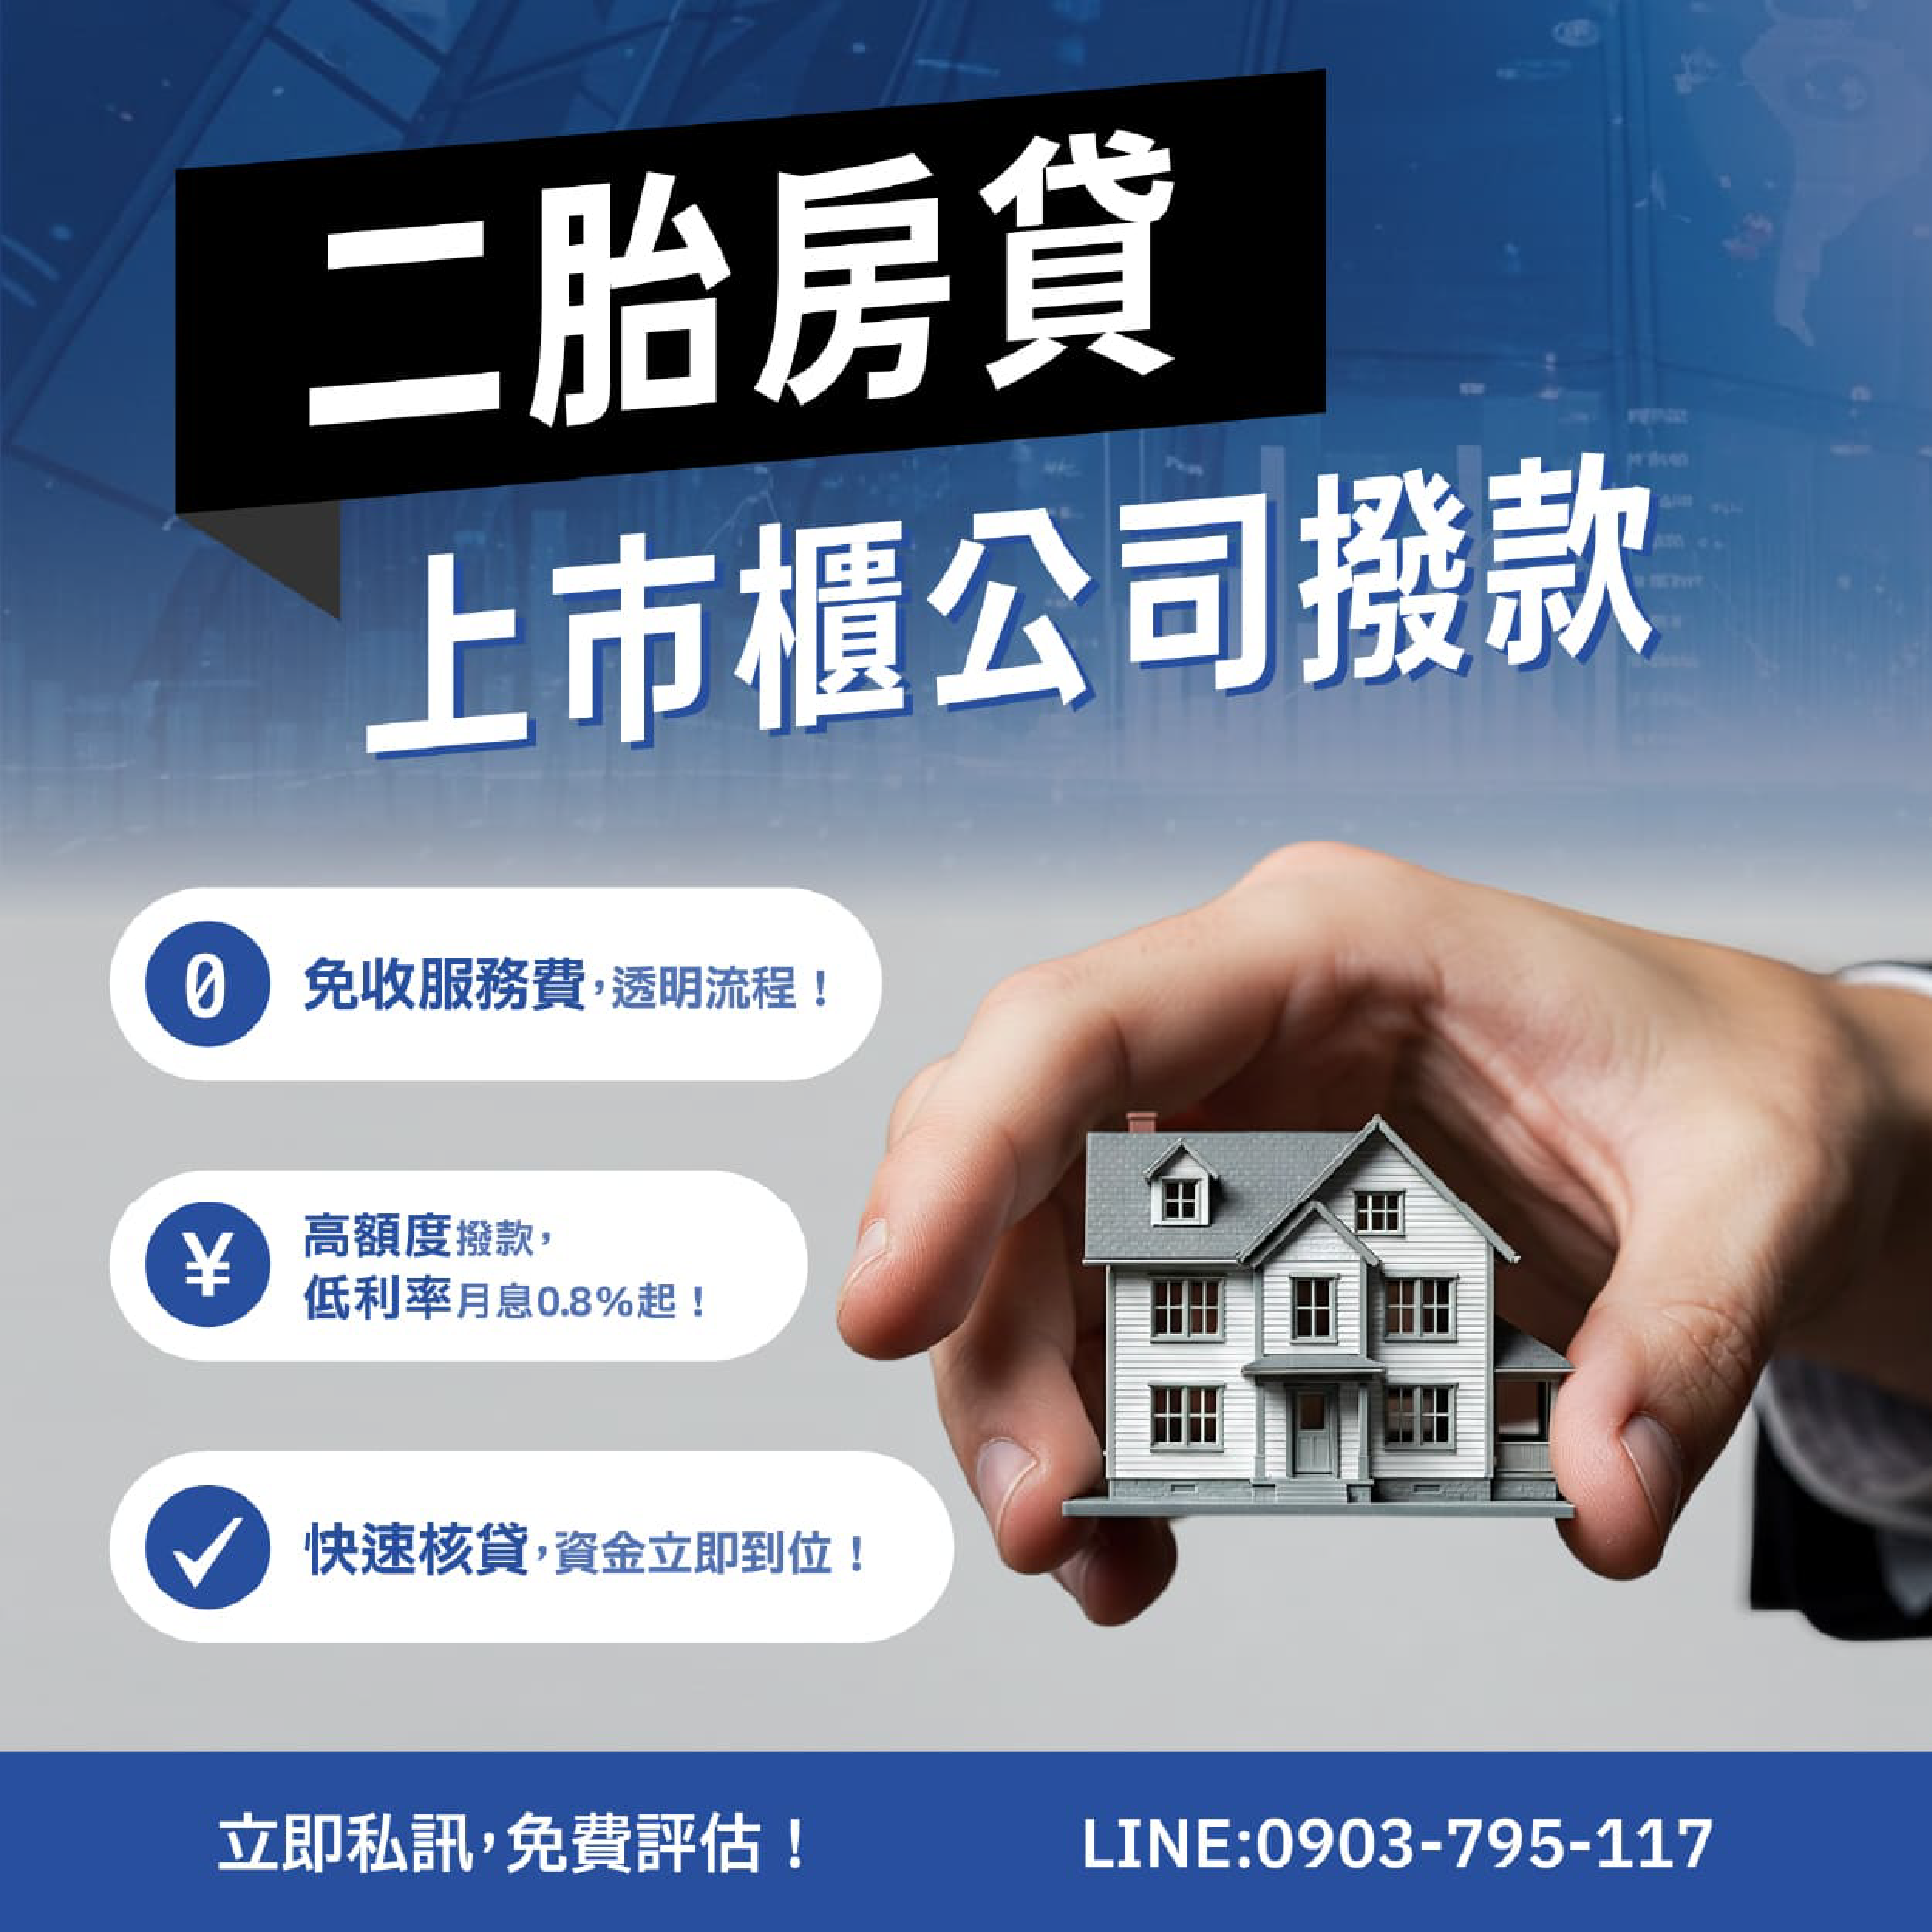 二胎房貸
上市櫃公司撥款
0 免收服務費,透明流程!
¥ 高額度撥款,
低利率月息0.8%起!
快速核貸,資金立即到位!
立即私訊,免費評估!
LINE:0903-795-117